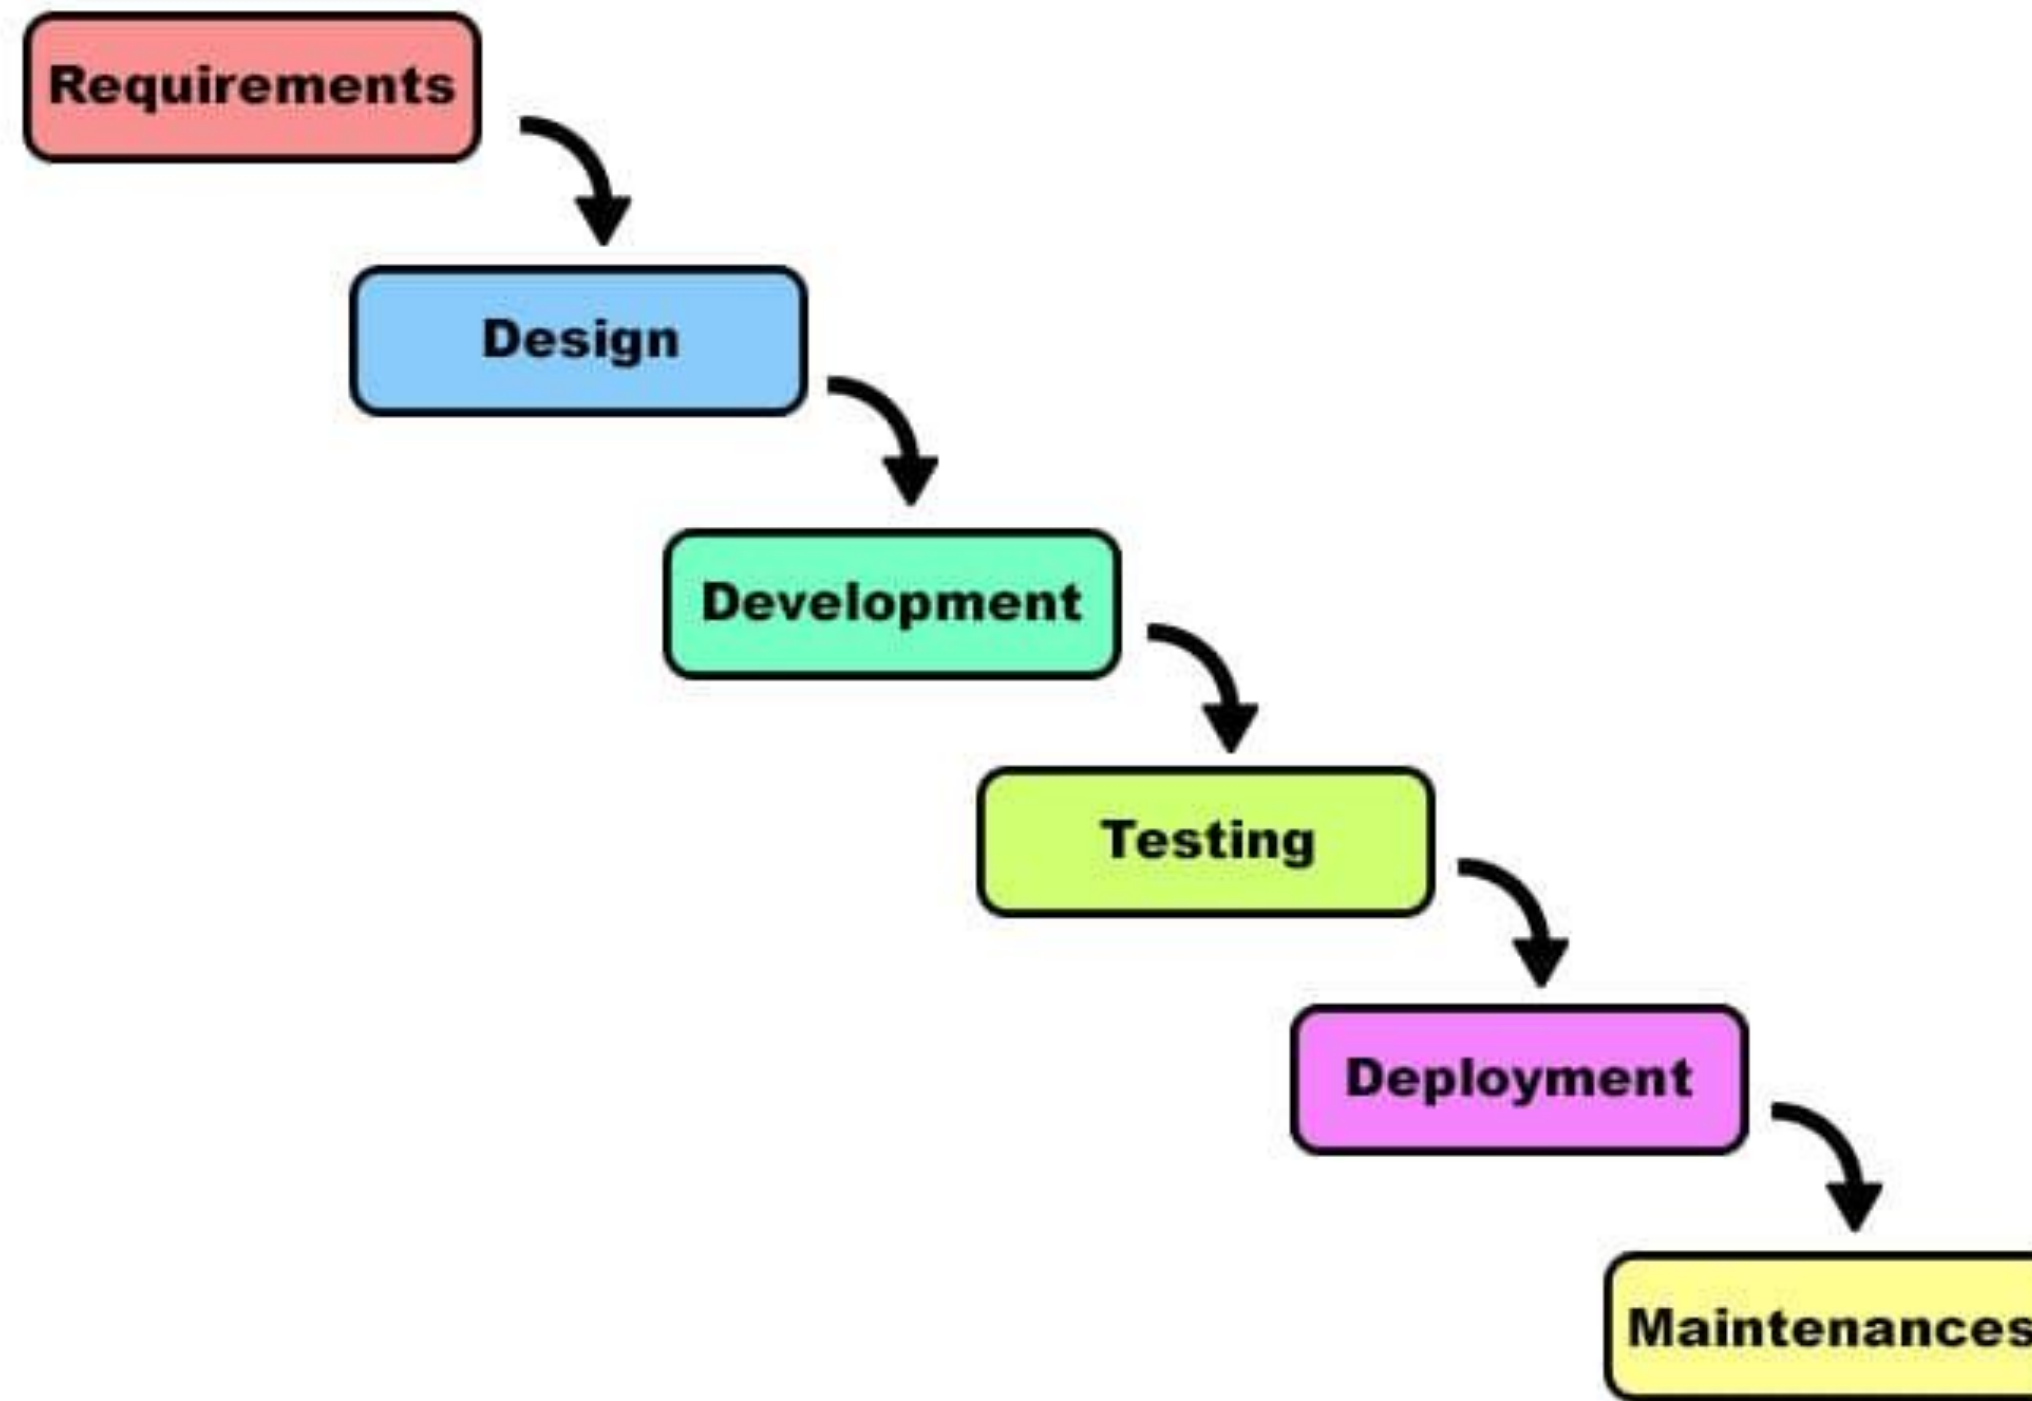 Requirements
Design
Development
Testing
Deployment
Maintenances